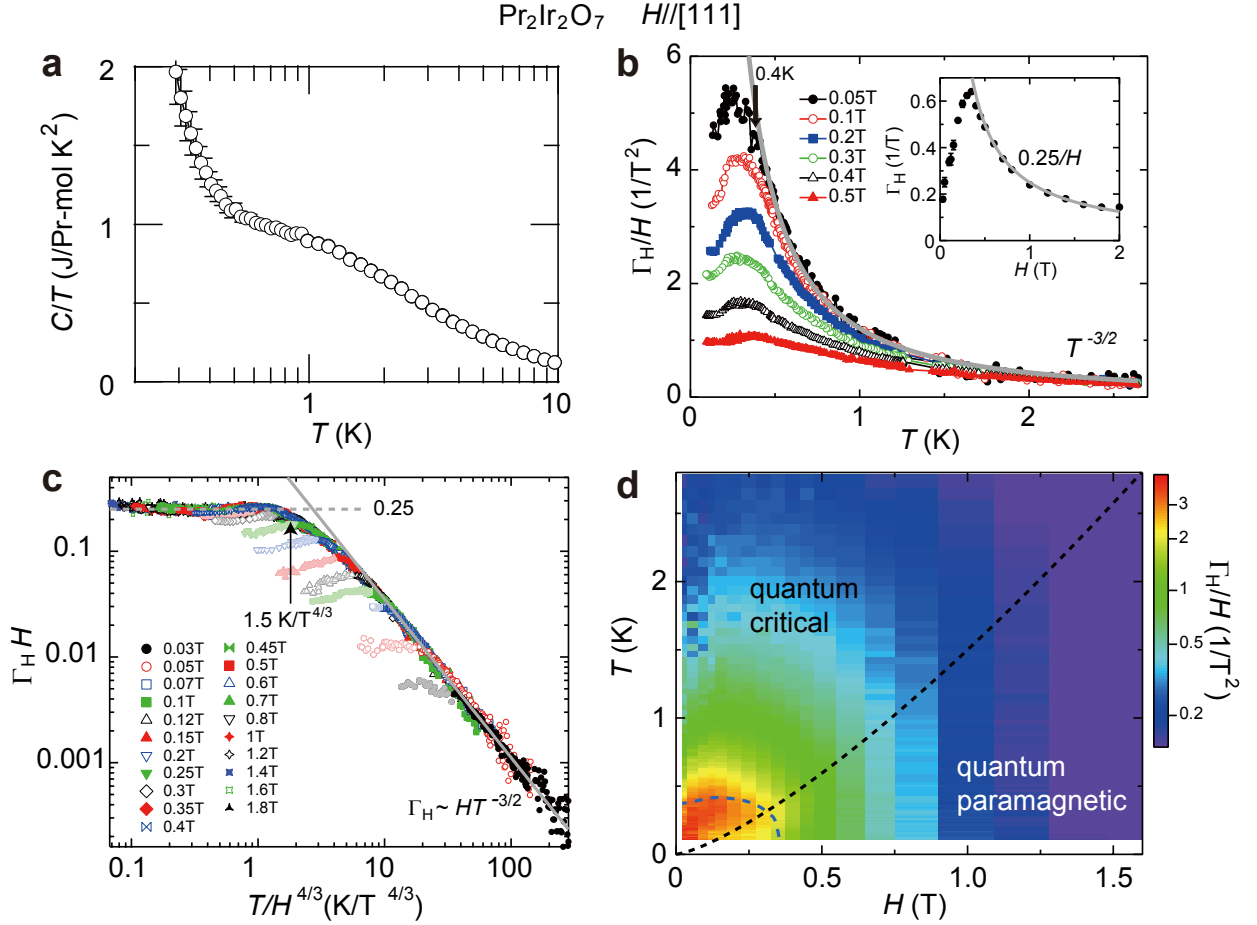 Pr2Ir2O7 H//[111]
a
2
1
0
C/T (J/Pr-mol K2)
1
10
T (K)
b
6
4
2
0
ΓH/H (1/T2)
0.4K
0.05T
0.1T
0.2T
0.3T
0.4T
0.5T
T -3/2
0
1
2
T (K)
0.6
0.4
0.2
0.0
ΓH (1/T)
0.25/H
0
1
2
H (T)
c
0.1
0.01
0.001
ΓH H
0.25
1.5 K/T4/3
0.03T
0.05T
0.07T
0.1T
0.12T
0.15T
0.2T
0.25T
0.3T
0.35T
0.4T
0.45T
0.5T
0.6T
0.7T
0.8T
1T
1.2T
1.4T
1.6T
1.8T
ΓH ~ HT -3/2
0.1
1
10
100
T/H 4/3(K/T 4/3)
d
2
1
0
T (K)
quantum
critical
quantum
paramagnetic
0
0.5
1.0
1.5
H (T)
3
2
1
0.5
0.2
ΓH/H (1/T2)